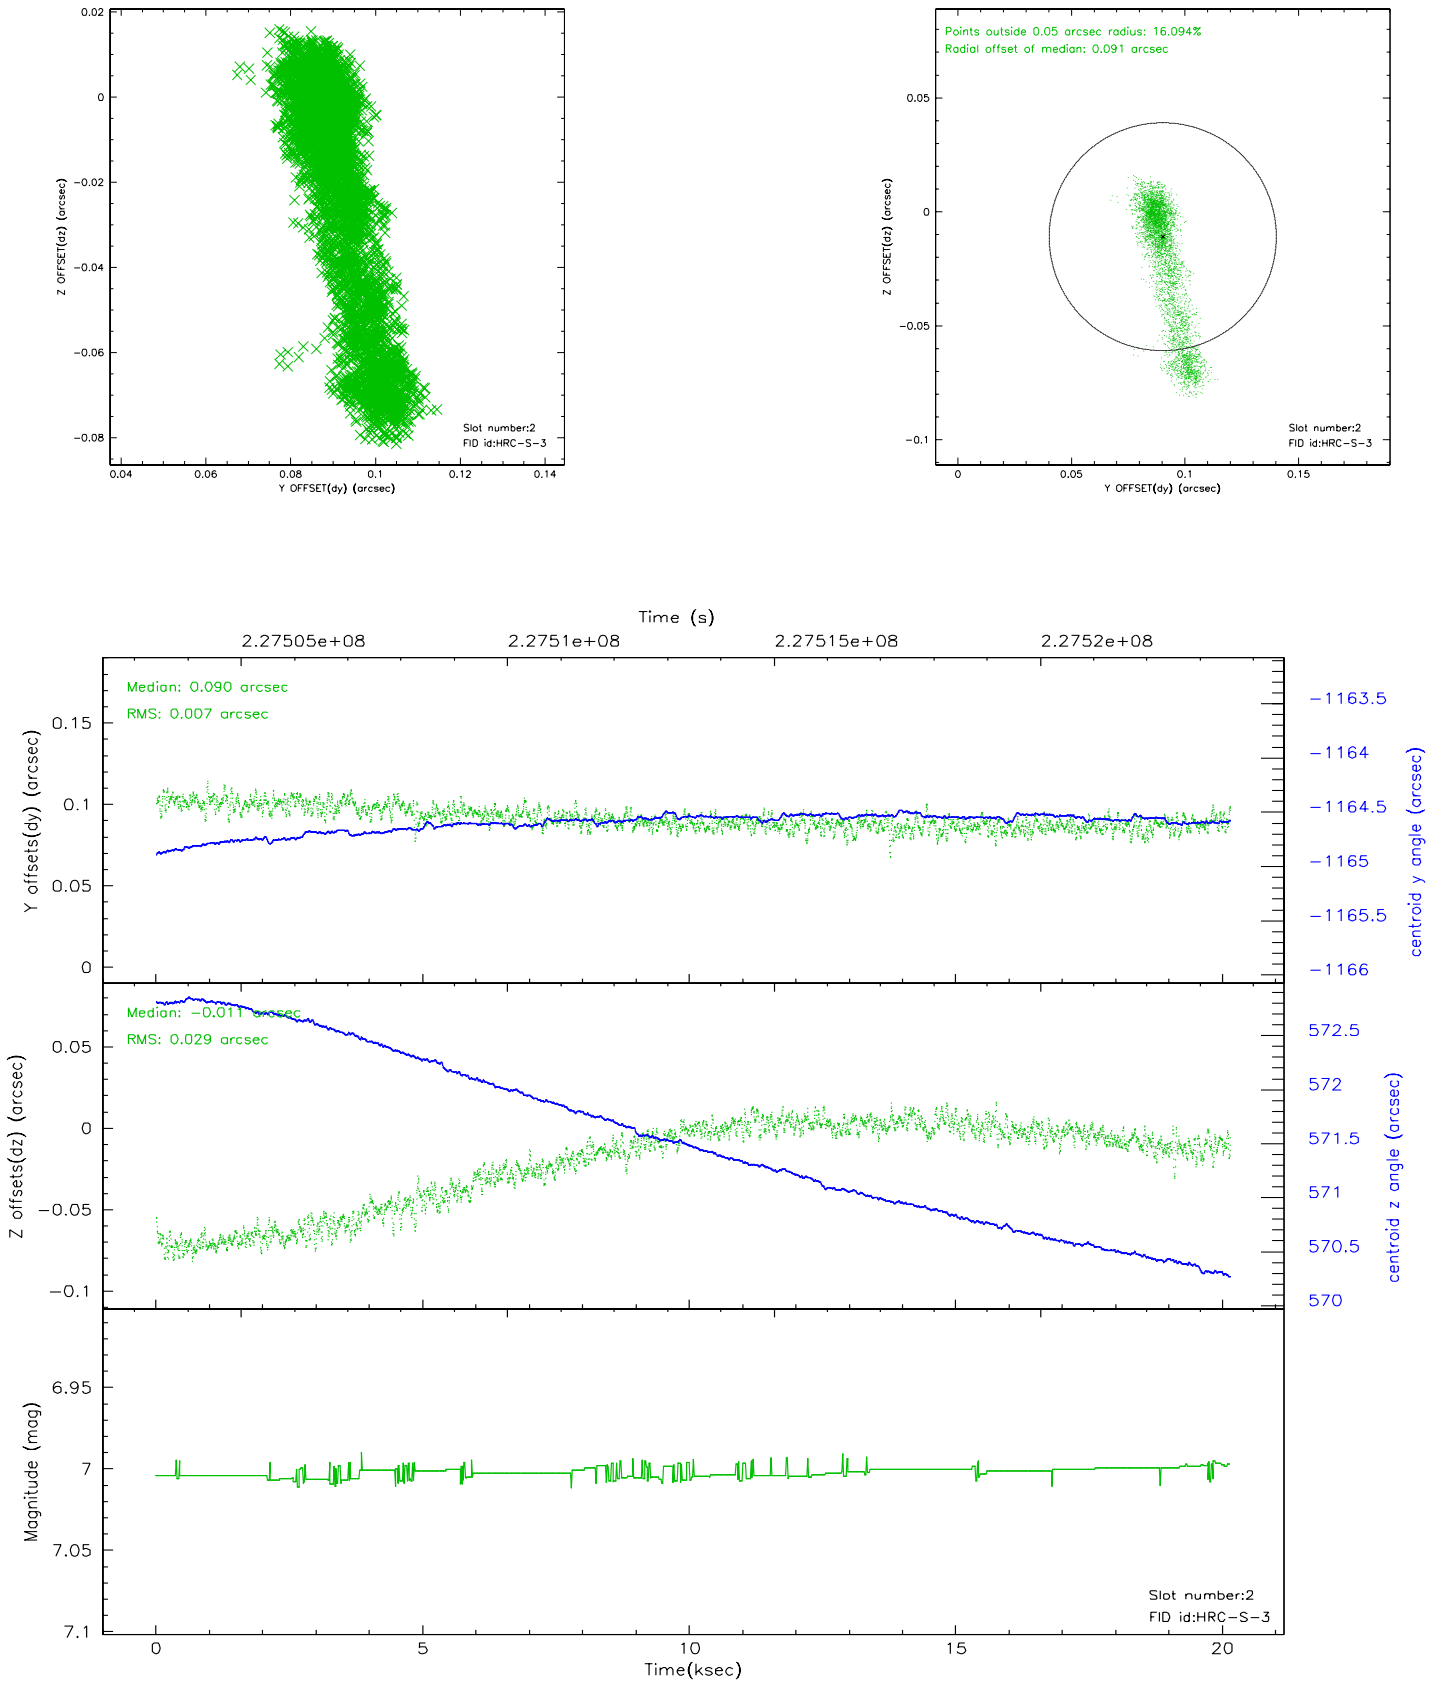 0.02
0
−0.02
−0.04
−0.06
−0.08
Z OFFSET(dz) (arcsec)
0.04 0.06 0.08 0.1 0.12 0.14
Y OFFSET(dy) (arcsec)
Slot number:2
FID id:HRC−S−3
Points outside 0.05 arcsec radius: 16.094%
Radial offset of median: 0.091 arcsec
0.05
0
−0.05
−0.1
Z OFFSET(dz) (arcsec)
0 0.05 0.1 0.15
Y OFFSET(dy) (arcsec)
Slot number:2
FID id:HRC−S−3
Time (s)
2.27505e+08 2.2751e+08 2.27515e+08 2.2752e+08
Median: 0.090 arcsec
RMS: 0.007 arcsec
0.15
0.1
0.05
0
Y offsets(dy) (arcsec)
−1163.5
−1164
−1164.5
−1165
−1165.5
−1166
centroid y angle (arcsec)
Median: −0.011 arcsec
RMS: 0.029 arcsec
0.05
0
−0.05
−0.1
Z offsets(dz) (arcsec)
572.5
572
571.5
571
570.5
570
centroid z angle (arcsec)
6.95
7
7.05
7.1
Magnitude (mag)
Slot number:2
FID id:HRC−S−3
0 5 10 15 20
Time(ksec)